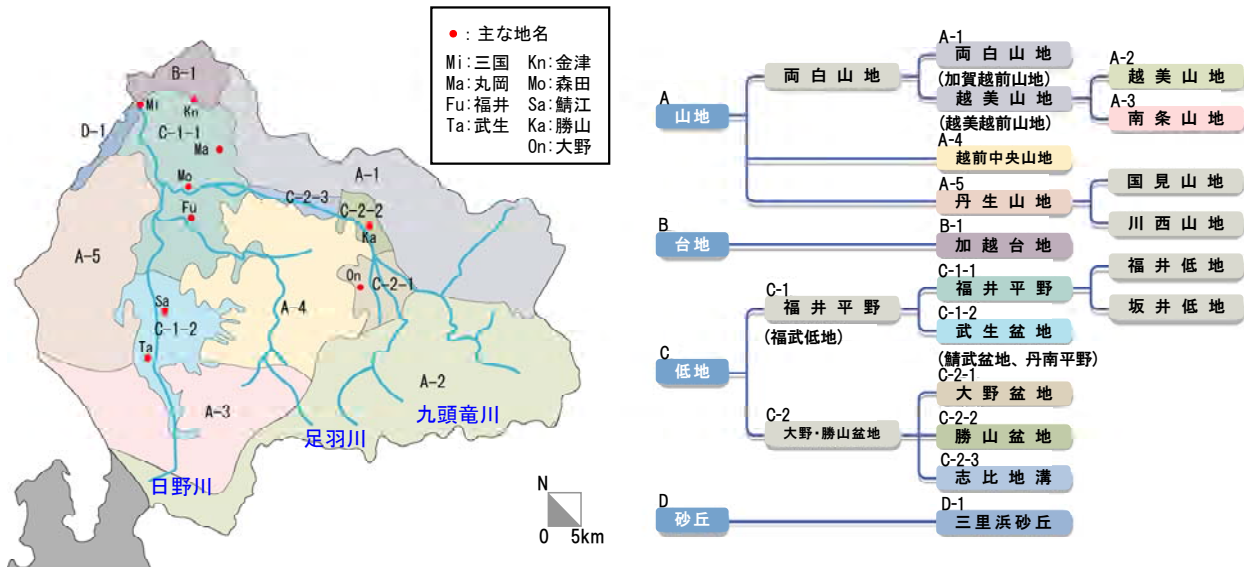 ●：主な地名
Mi：三国 Kn：金津
Ma：丸岡 Mo：森田
Fu：福井 Sa：鯖江
Ta：武生 Ka：勝山
On：大野
B-1
Mi
Kn
D-1
C-1-1
Ma
A-1
Mo
C-2-3
C-2-2
Fu
Ka
A-5
On
C-2-1
Sa
A-4
C-1-2
Ta
A-2
A-3
九頭竜川
足羽川
日野川
N
0 5km
A
山地
両白山地
A-1
両白山地
(加賀越前山地)
越美山地
(越美越前山地)
A-2
越美山地
A-3
南条山地
A-4
越前中央山地
A-5
丹生山地
国見山地
川西山地
B
台地
B-1
加越台地
C
低地
C-1
福井平野
(福武低地)
C-1-1
福井平野
福井低地
坂井低地
C-1-2
武生盆地
(鯖武盆地、丹南平野)
C-2
大野・勝山盆地
C-2-1
大野盆地
C-2-2
勝山盆地
C-2-3
志比地溝
D
砂丘
D-1
三里浜砂丘